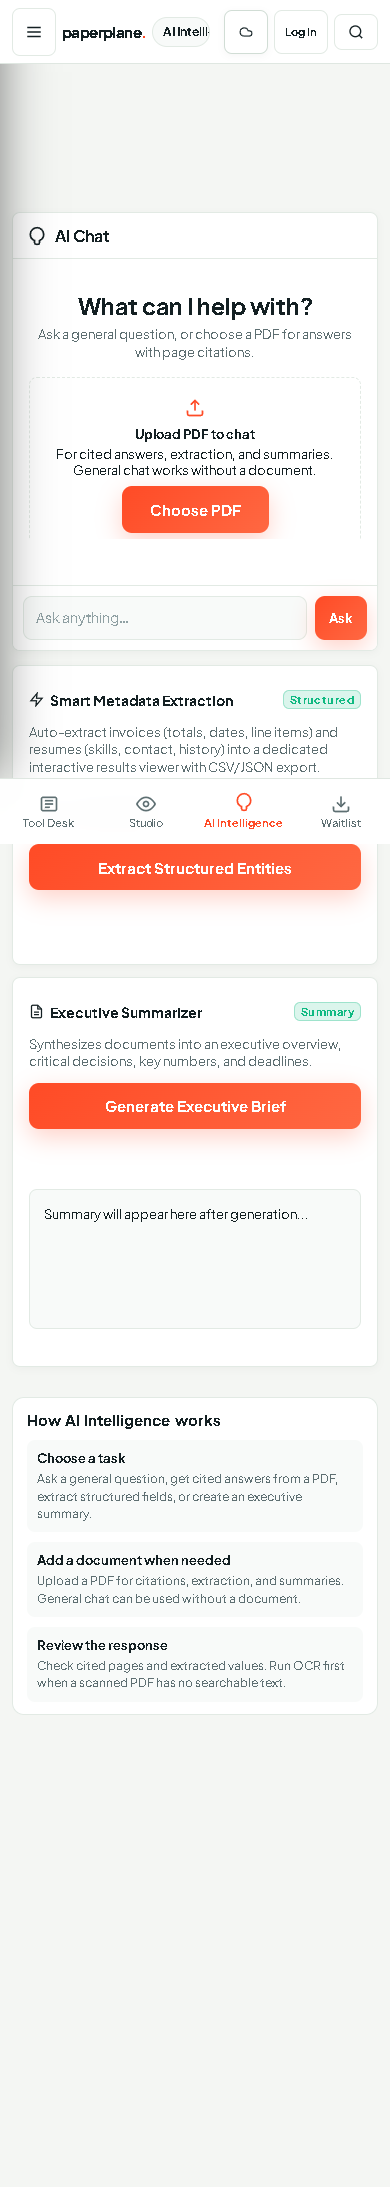 paperplane.
AI Intelli
Log in
AI Chat
What can I help with?
Ask a general question, or choose a PDF for answers
with page citations.
Upload PDF to chat
For cited answers, extraction, and summaries.
General chat works without a document.
Choose PDF
Ask anything...
Ask
Smart Metadata Extraction
Structured
Auto-extract invoices (totals, dates, line items) and
resumes (skills, contact, history) into a dedicated
interactive results viewer with CSV/JSON export.
Tool Desk
Studio
AI Intelligence
Waitlist
Extract Structured Entities
Executive Summarizer
Summary
Synthesizes documents into an executive overview,
critical decisions, key numbers, and deadlines.
Generate Executive Brief
Summary will appear here after generation...
How AI Intelligence works
Choose a task
Ask a general question, get cited answers from a PDF,
extract structured fields, or create an executive
summary.
Add a document when needed
Upload a PDF for citations, extraction, and summaries.
General chat can be used without a document.
Review the response
Check cited pages and extracted values. Run OCR first
when a scanned PDF has no searchable text.